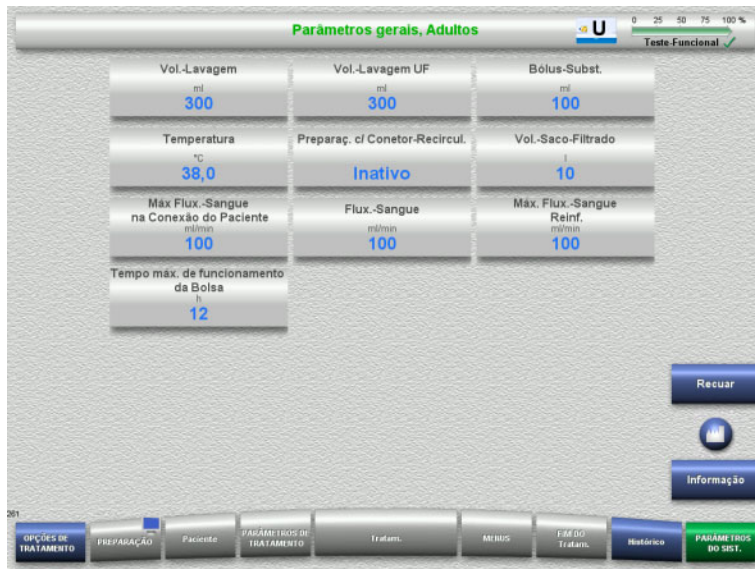 Parâmetros gerais, Adultos
U
0 25 50 75 100 %
Teste-Funcional
Vol.-Lavagem
ml
300
Vol.-Lavagem UF
ml
300
Bólus-Subst.
ml
100
Temperatura
°C
38,0
Preparaç. c/ Conetor-Recircul.
Inativo
Vol.-Saco-Filtrado
l
10
Máx Flux.-Sangue
na Conexão do Paciente
ml/min
100
Flux.-Sangue
ml/min
100
Máx. Flux.-Sangue
Reinf.
ml/min
100
Tempo máx. de funcionamento
da Bolsa
h
12
Recuar
Informação
261
OPÇÕES DE
TRATAMENTO
PREPARAÇÃO
Paciente
PARÂMETROS DE
TRATAMENTO
Tratam.
MENUS
FIM DO
Tratam.
Histórico
PARÂMETROS
DO SIST.